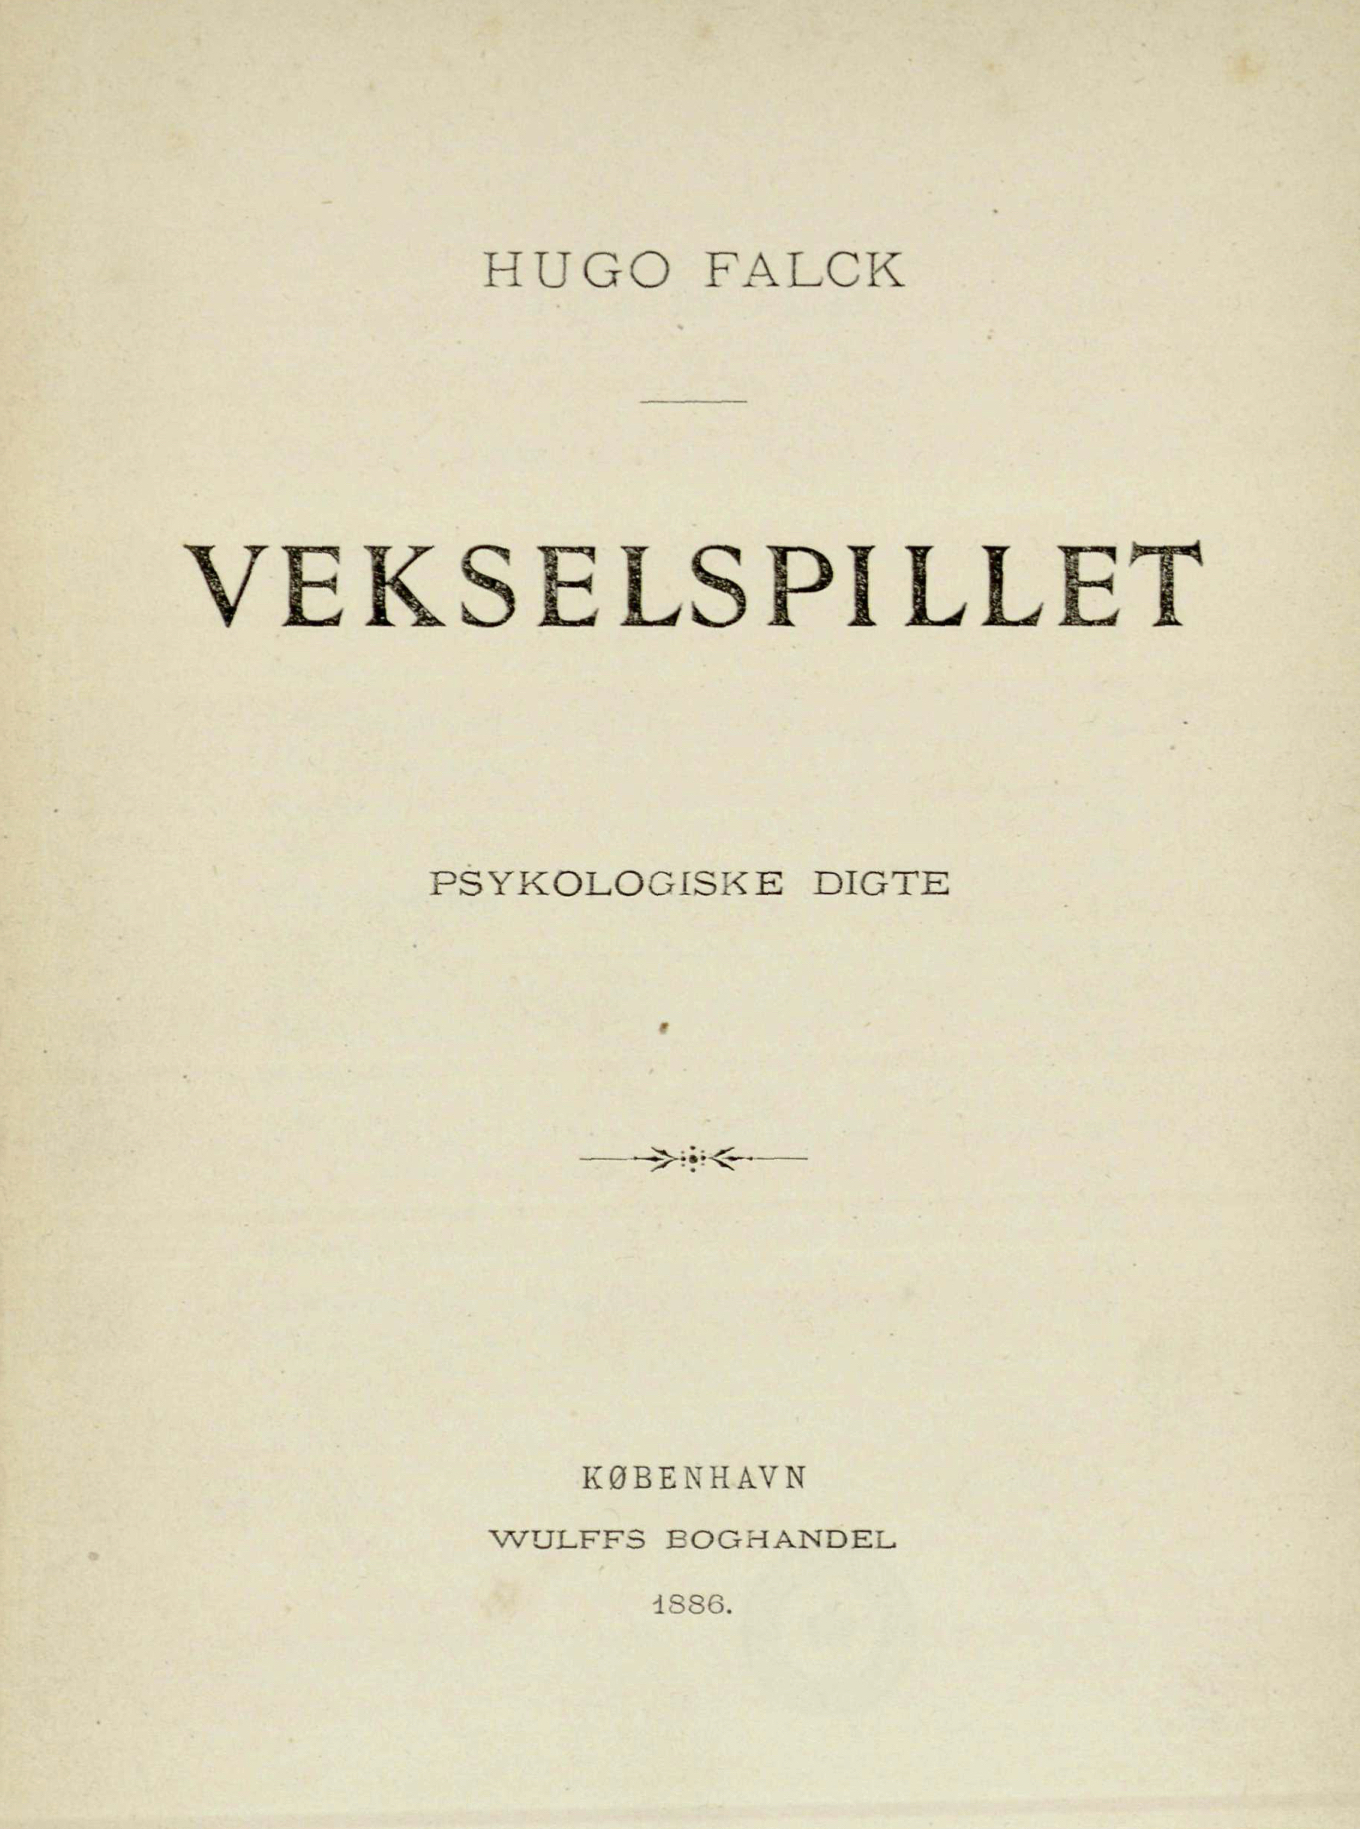 HUGO FALCK
VEKSELSPILLET
PSYKOLOGISKE DIGTE
KØBENHAVN
WULFFS BOGHANDEL
1886.